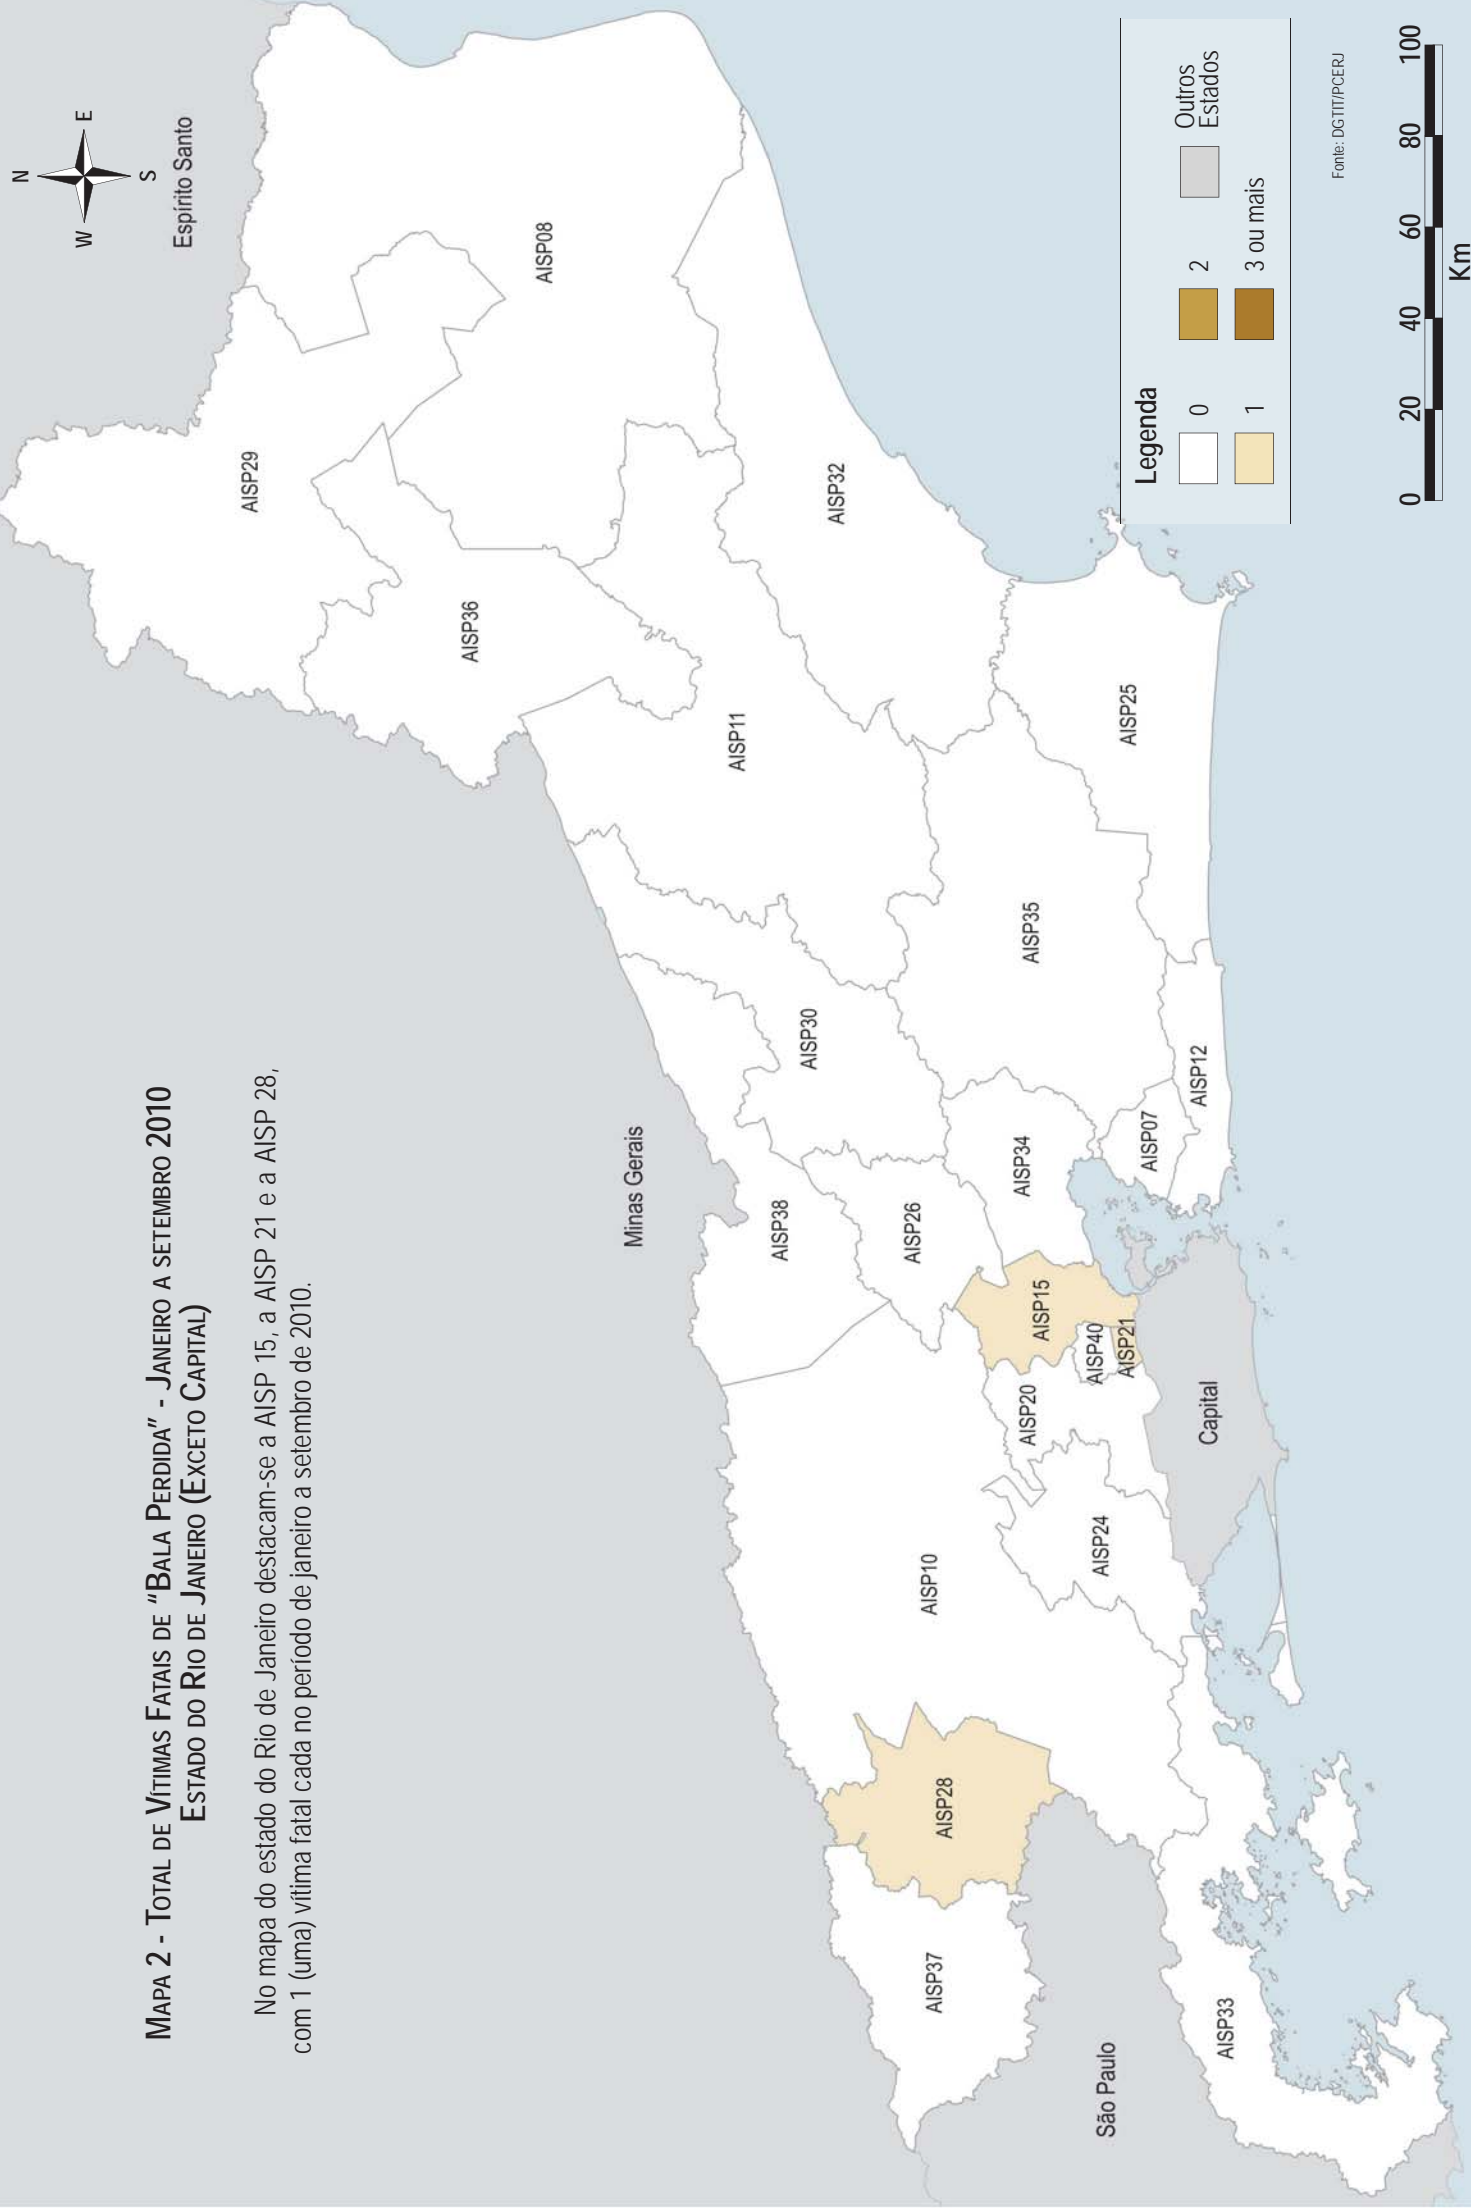 MAPA 2 - TOTAL DE VÍTIMAS FATAIS DE "BALA PERDIDA" - JANEIRO A SETEMBRO 2010
ESTADO DO RIO DE JANEIRO (EXCETO CAPITAL)
No mapa do estado do Rio de Janeiro destacam-se a AISP 15, a AISP 21 e a AISP 28,
com 1 (uma) vítima fatal cada no período de janeiro a setembro de 2010.
N
W
E
S
Espírito Santo
Minas Gerais
São Paulo
Capital
AISP29
AISP08
AISP36
AISP32
AISP11
AISP25
AISP35
AISP30
AISP12
AISP07
AISP34
AISP38
AISP26
AISP15
AISP40
AISP21
AISP20
AISP24
AISP10
AISP28
AISP37
AISP33
Legenda
0
2
Outros
Estados
1
3 ou mais
Fonte: DGTIT/PCERJ
0 20 40 60 80 100
Km